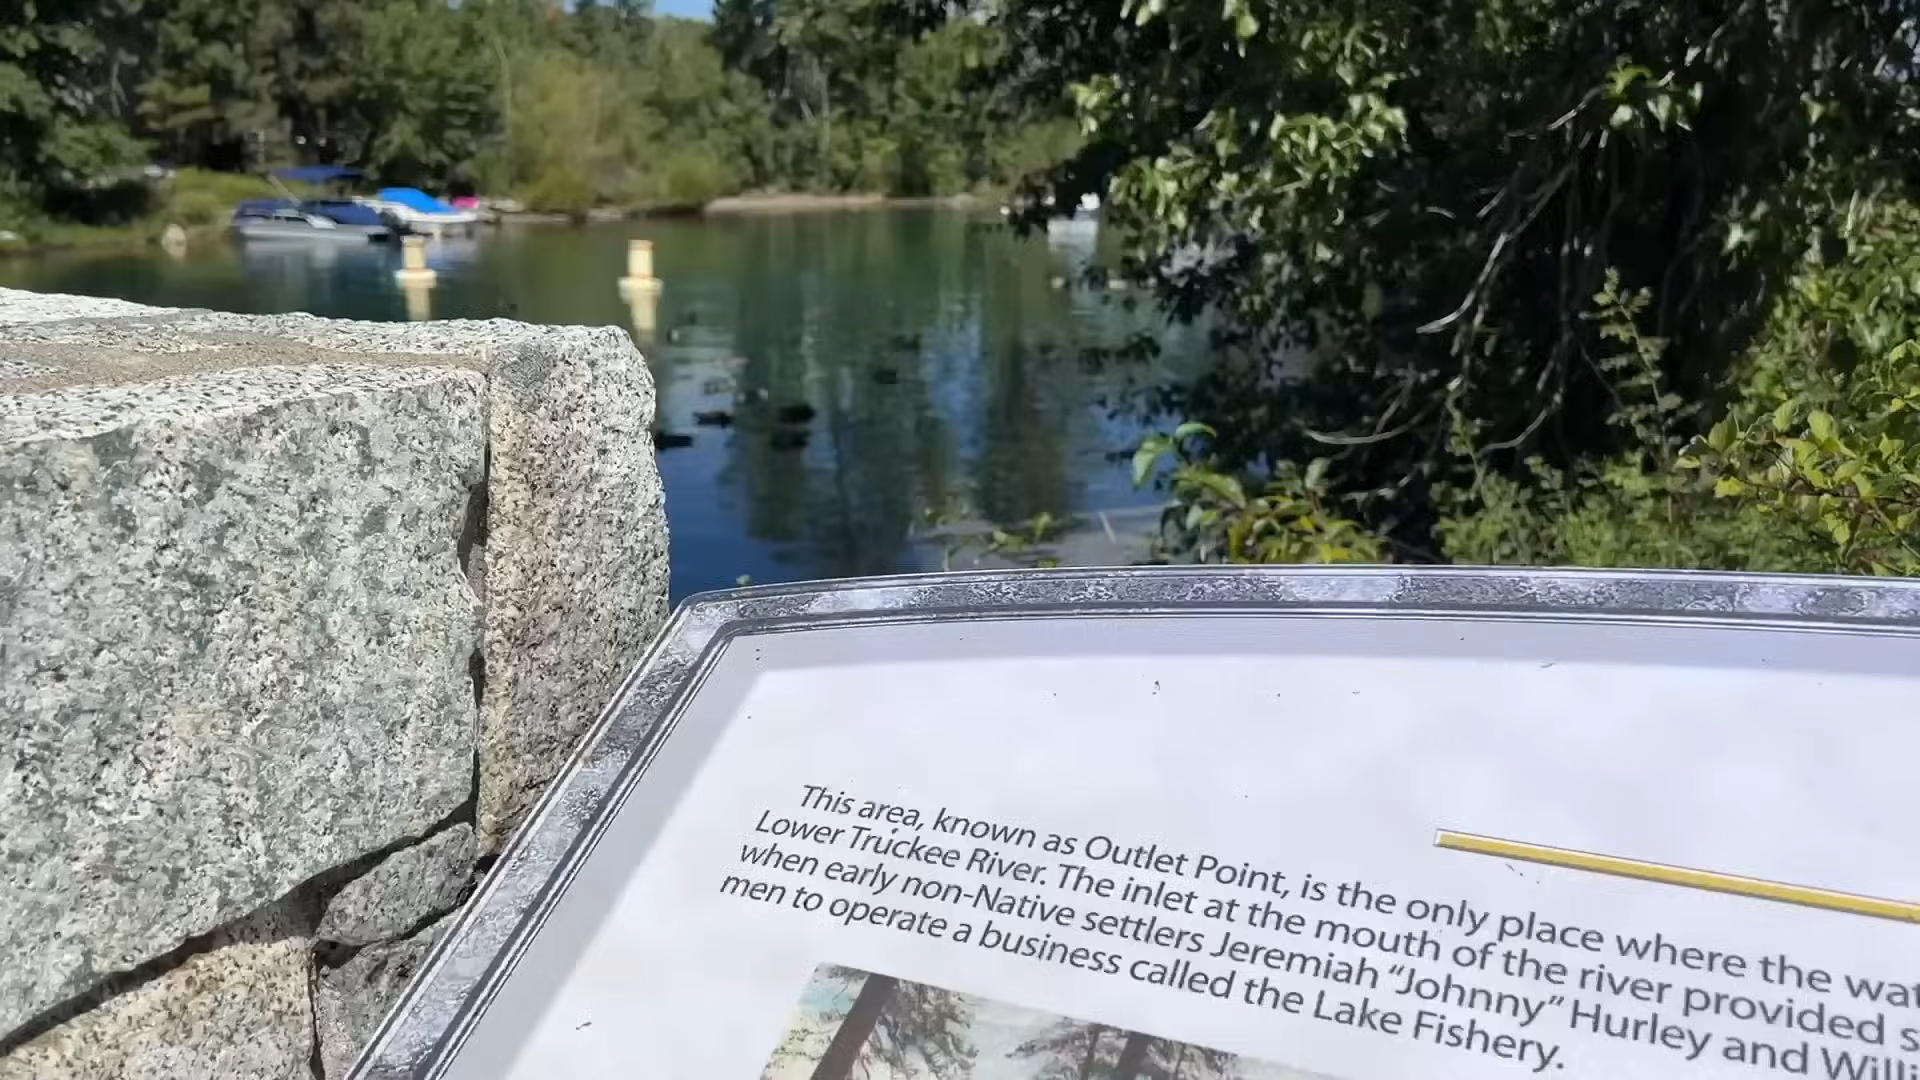 This area, known as Outlet Point, is the only place where the
Lower Truckee River. The inlet at the mouth of the river provided
when early non-Native settlers Jeremiah “Johnny” Hurley and
men to operate a business called the Lake Fishery.